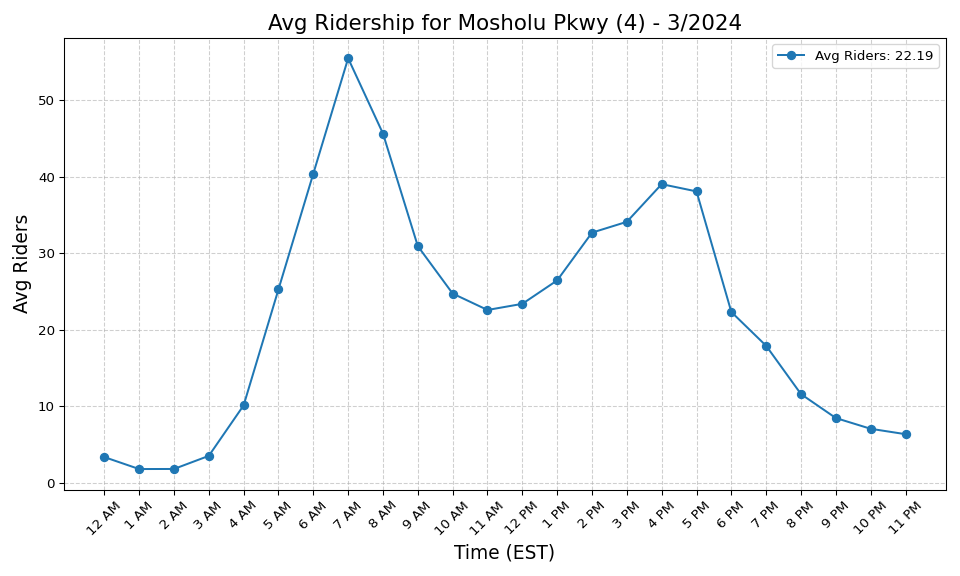 Avg Ridership for Mosholu Pkwy (4) - 3/2024
Avg Riders: 22.19
Avg Riders
50
40
30
20
10
0
12 AM
1 AM
2 AM
3 AM
4 AM
5 AM
6 AM
7 AM
8 AM
9 AM
10 AM
11 AM
12 PM
1 PM
2 PM
3 PM
4 PM
5 PM
6 PM
7 PM
8 PM
9 PM
10 PM
11 PM
Time (EST)